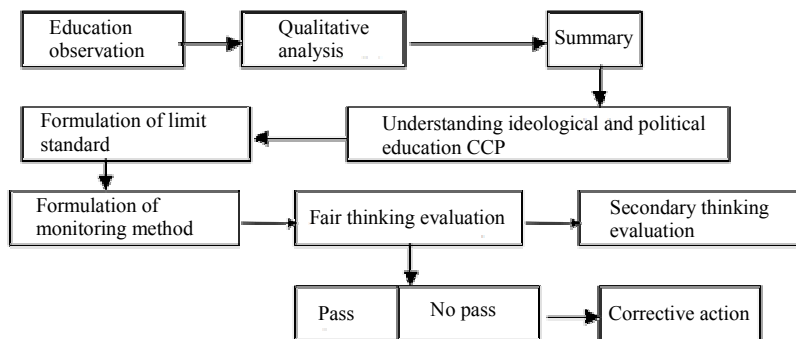 Education
observation
Qualitative
analysis
Summary
Formulation of limit
standard
Understanding ideological and political
education CCP
Formulation of
monitoring method
Fair thinking evaluation
Secondary thinking
evaluation
Pass
No pass
Corrective action